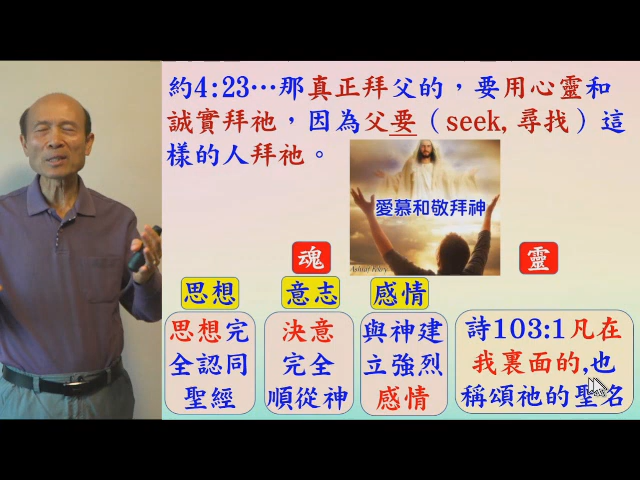 約4:23…那真正拜父的，要用心靈和
誠實拜祂，因為父要（seek,尋找）這
樣的人拜祂。
愛慕和敬拜神
魂
靈
思想
意志
感情
思想完
全認同
聖經
決意
完全
順從神
與神建
立強烈
感情
詩103:1凡在
我裏面的,也
稱頌祂的聖名